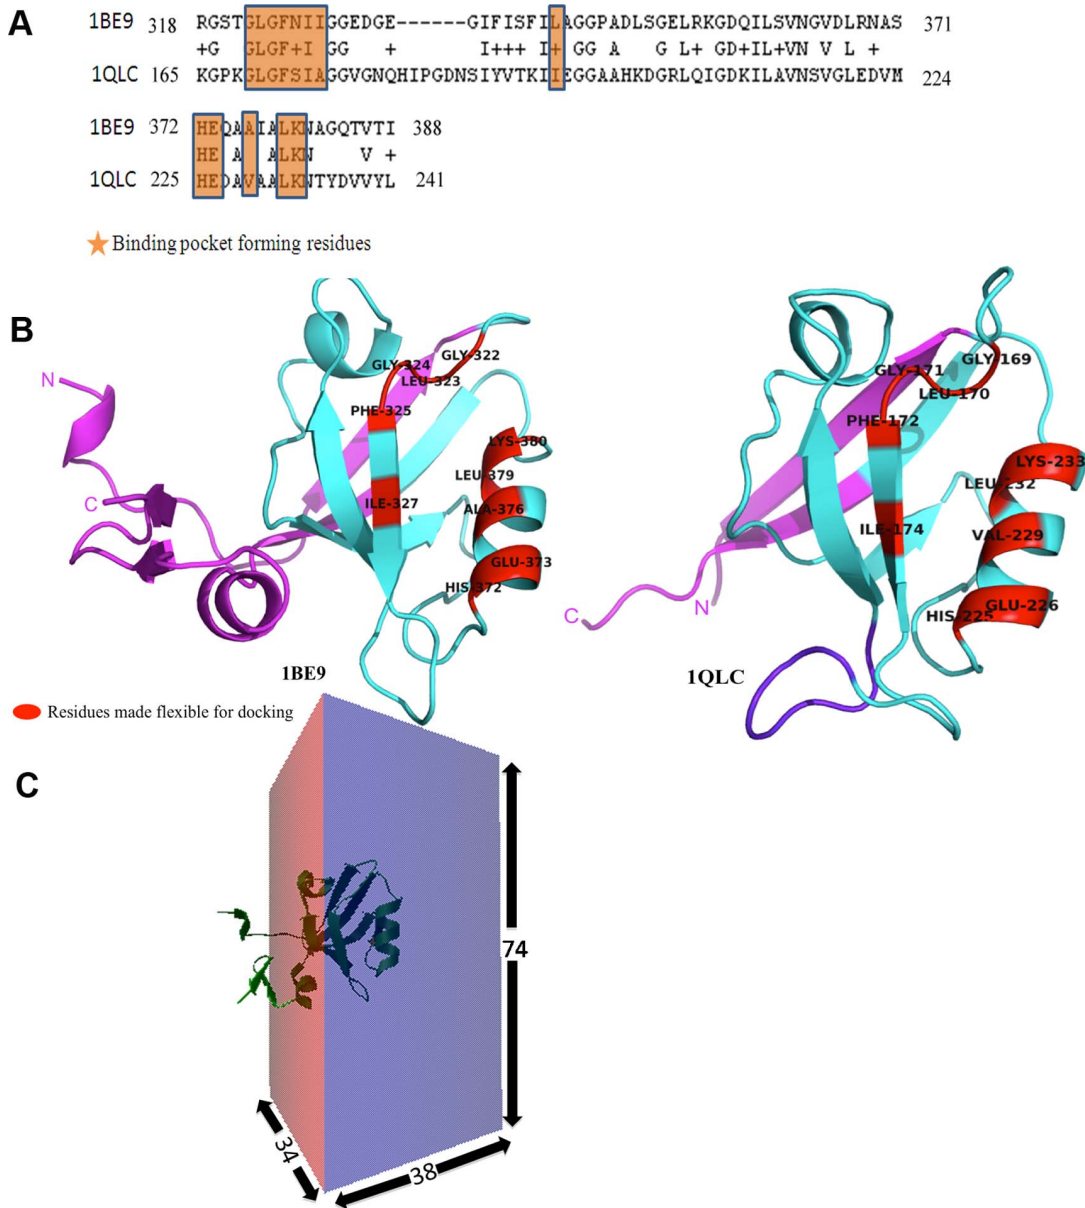 A
1BE9 318 RGSTGLGFNIIGGEDGE------GIFISFILAGGPADLSGELRKGDQILSVNGVDLRNAS 371
+G GLGF+I GG + I+++ I+ GG A G L+ GD+IL+VN V L +
1QLC 165 KGPKGLGFSIAGGVGNQHIPGDNSIYVTKIIEGGAAHKDGRLQIGDKILAVNSVGLEDVM 224
1BE9 372 HEQAAIALKNAGQTVTI 388
HE A ALKN V +
1QLC 225 HEDAVAALKNTYDVVYL 241
Binding pocket forming residues
B
N
C
GLY-324
GLY-322
LEU-323
PHE-325
LYS-380
LEU-379
ILE-327
ALA-376
GLU-373
HIS-372
1BE9
GLY-169
GLY-171
LEU-170
PHE-172
LYS-233
LEU-232
ILE-174
VAL-229
GLU-226
HIS-225
C
N
1QLC
Residues made flexible for docking
C
74
34
38